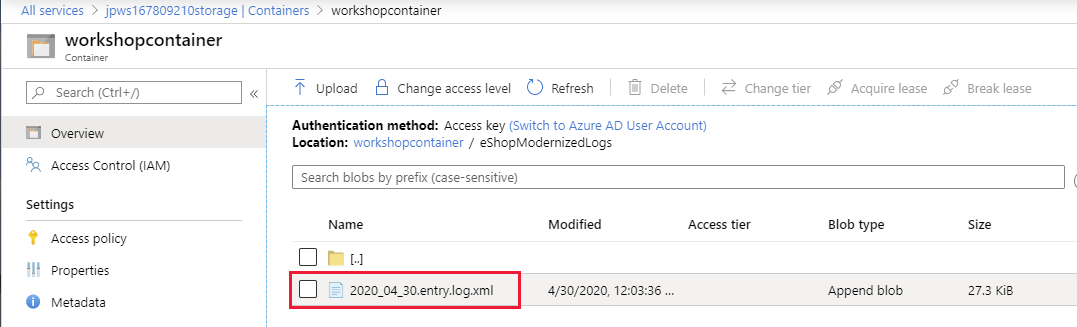 All services > jpws167809210storage | Containers > workshopcontainer
workshopcontainer
Container
Search (Ctrl+/)
«
Overview
Access Control (IAM)
Settings
Access policy
Properties
Metadata
Upload Change access level Refresh Delete Change tier Acquire lease Break lease
Authentication method: Access key (Switch to Azure AD User Account)
Location: workshopcontainer / eShopModernizedLogs
Search blobs by prefix (case-sensitive)
Name Modified Access tier Blob type Size
[..]
2020_04_30.entry.log.xml 4/30/2020, 12:03:36 ... Append blob 27.3 KiB